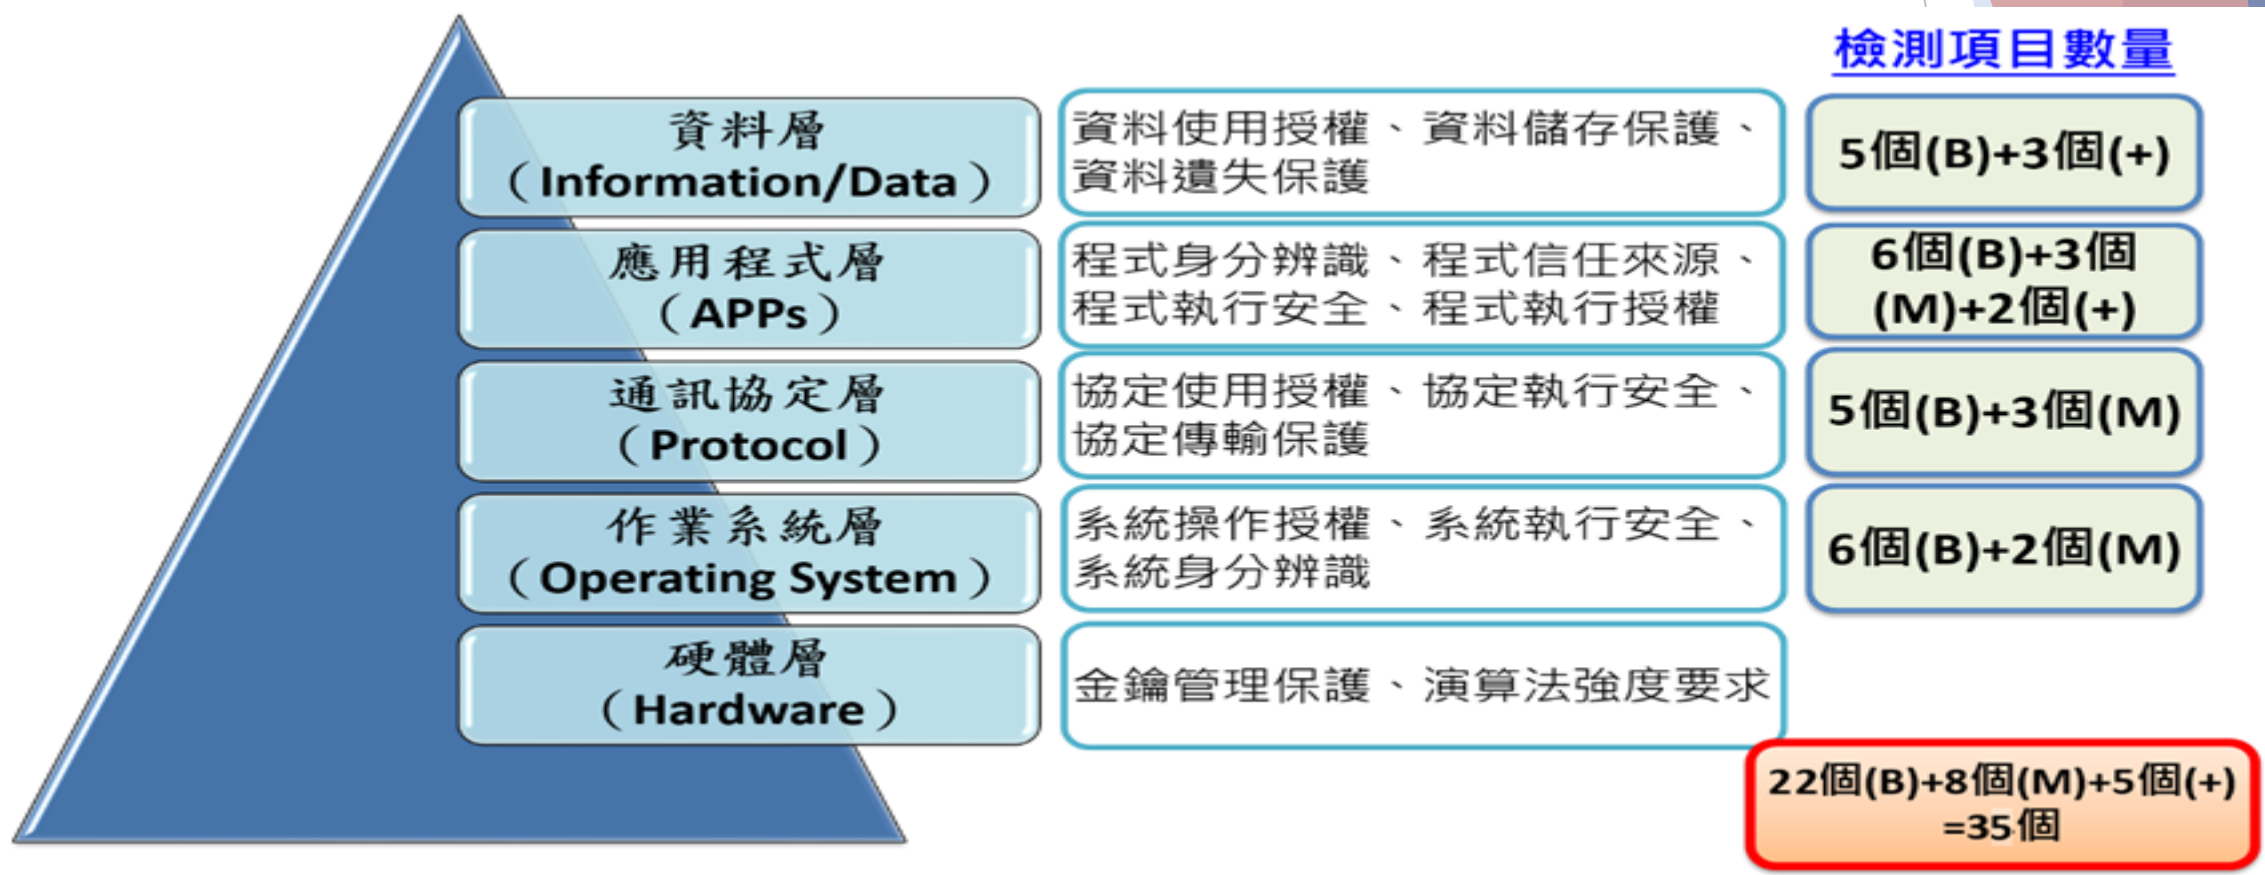 檢測項目數量
資料層
（Information/Data）
資料使用授權、資料儲存保護、
資料遺失保護
5個(B)+3個(+)
應用程式層
（APPs）
程式身分辨識、程式信任來源、
程式執行安全、程式執行授權
6個(B)+3個
(M)+2個(+)
通訊協定層
（Protocol）
協定使用授權、協定執行安全、
協定傳輸保護
5個(B)+3個(M)
作業系統層
（Operating System）
系統操作授權、系統執行安全、
系統身分辨識
6個(B)+2個(M)
硬體層
（Hardware）
金鑰管理保護、演算法強度要求
22個(B)+8個(M)+5個(+)
=35個